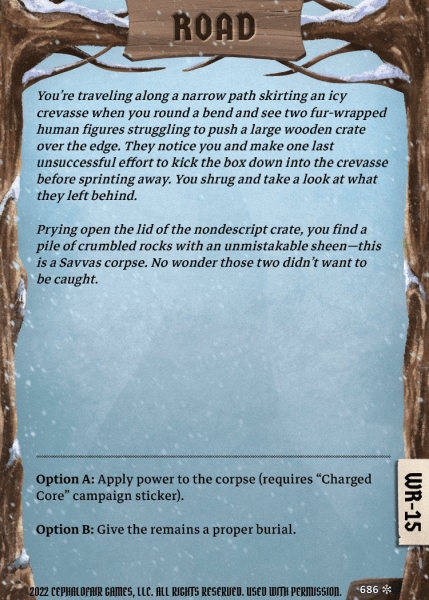 ROAD
You're traveling along a narrow path skirting an icy
crevasse when you round a bend and see two fur-wrapped
human figures struggling to push a large wooden crate
over the edge. They notice you and make one last
unsuccessful effort to kick the box down into the crevasse
before sprinting away. You shrug and take a look at what
they left behind.
Prying open the lid of the nondescript crate, you find a
pile of crumbled rocks with an unmistakable sheen—this
is a Savvas corpse. No wonder those two didn't want to
be caught.
Option A: Apply power to the corpse (requires “Charged
Core” campaign sticker).
Option B: Give the remains a proper burial.
WR-15
2022 CEPHALOFAIR GAMES, LLC. ALL RIGHTS RESERVED. USED WITH PERMISSION.
686